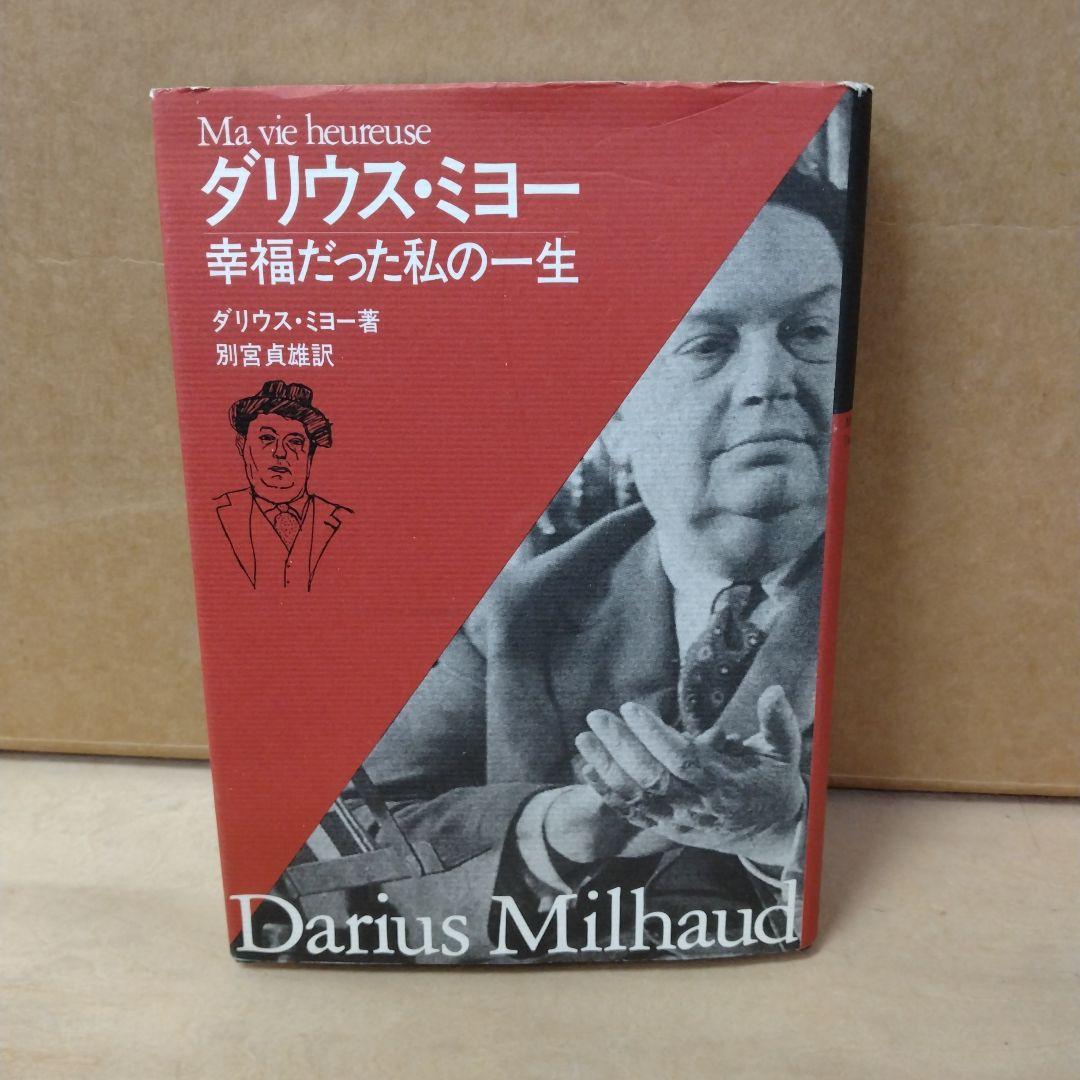 Ma vie heureuse
ダリウス・ミヨー
幸福だった私の一生
ダリウス・ミヨー著
別宮貞雄訳
Darius Milhaud